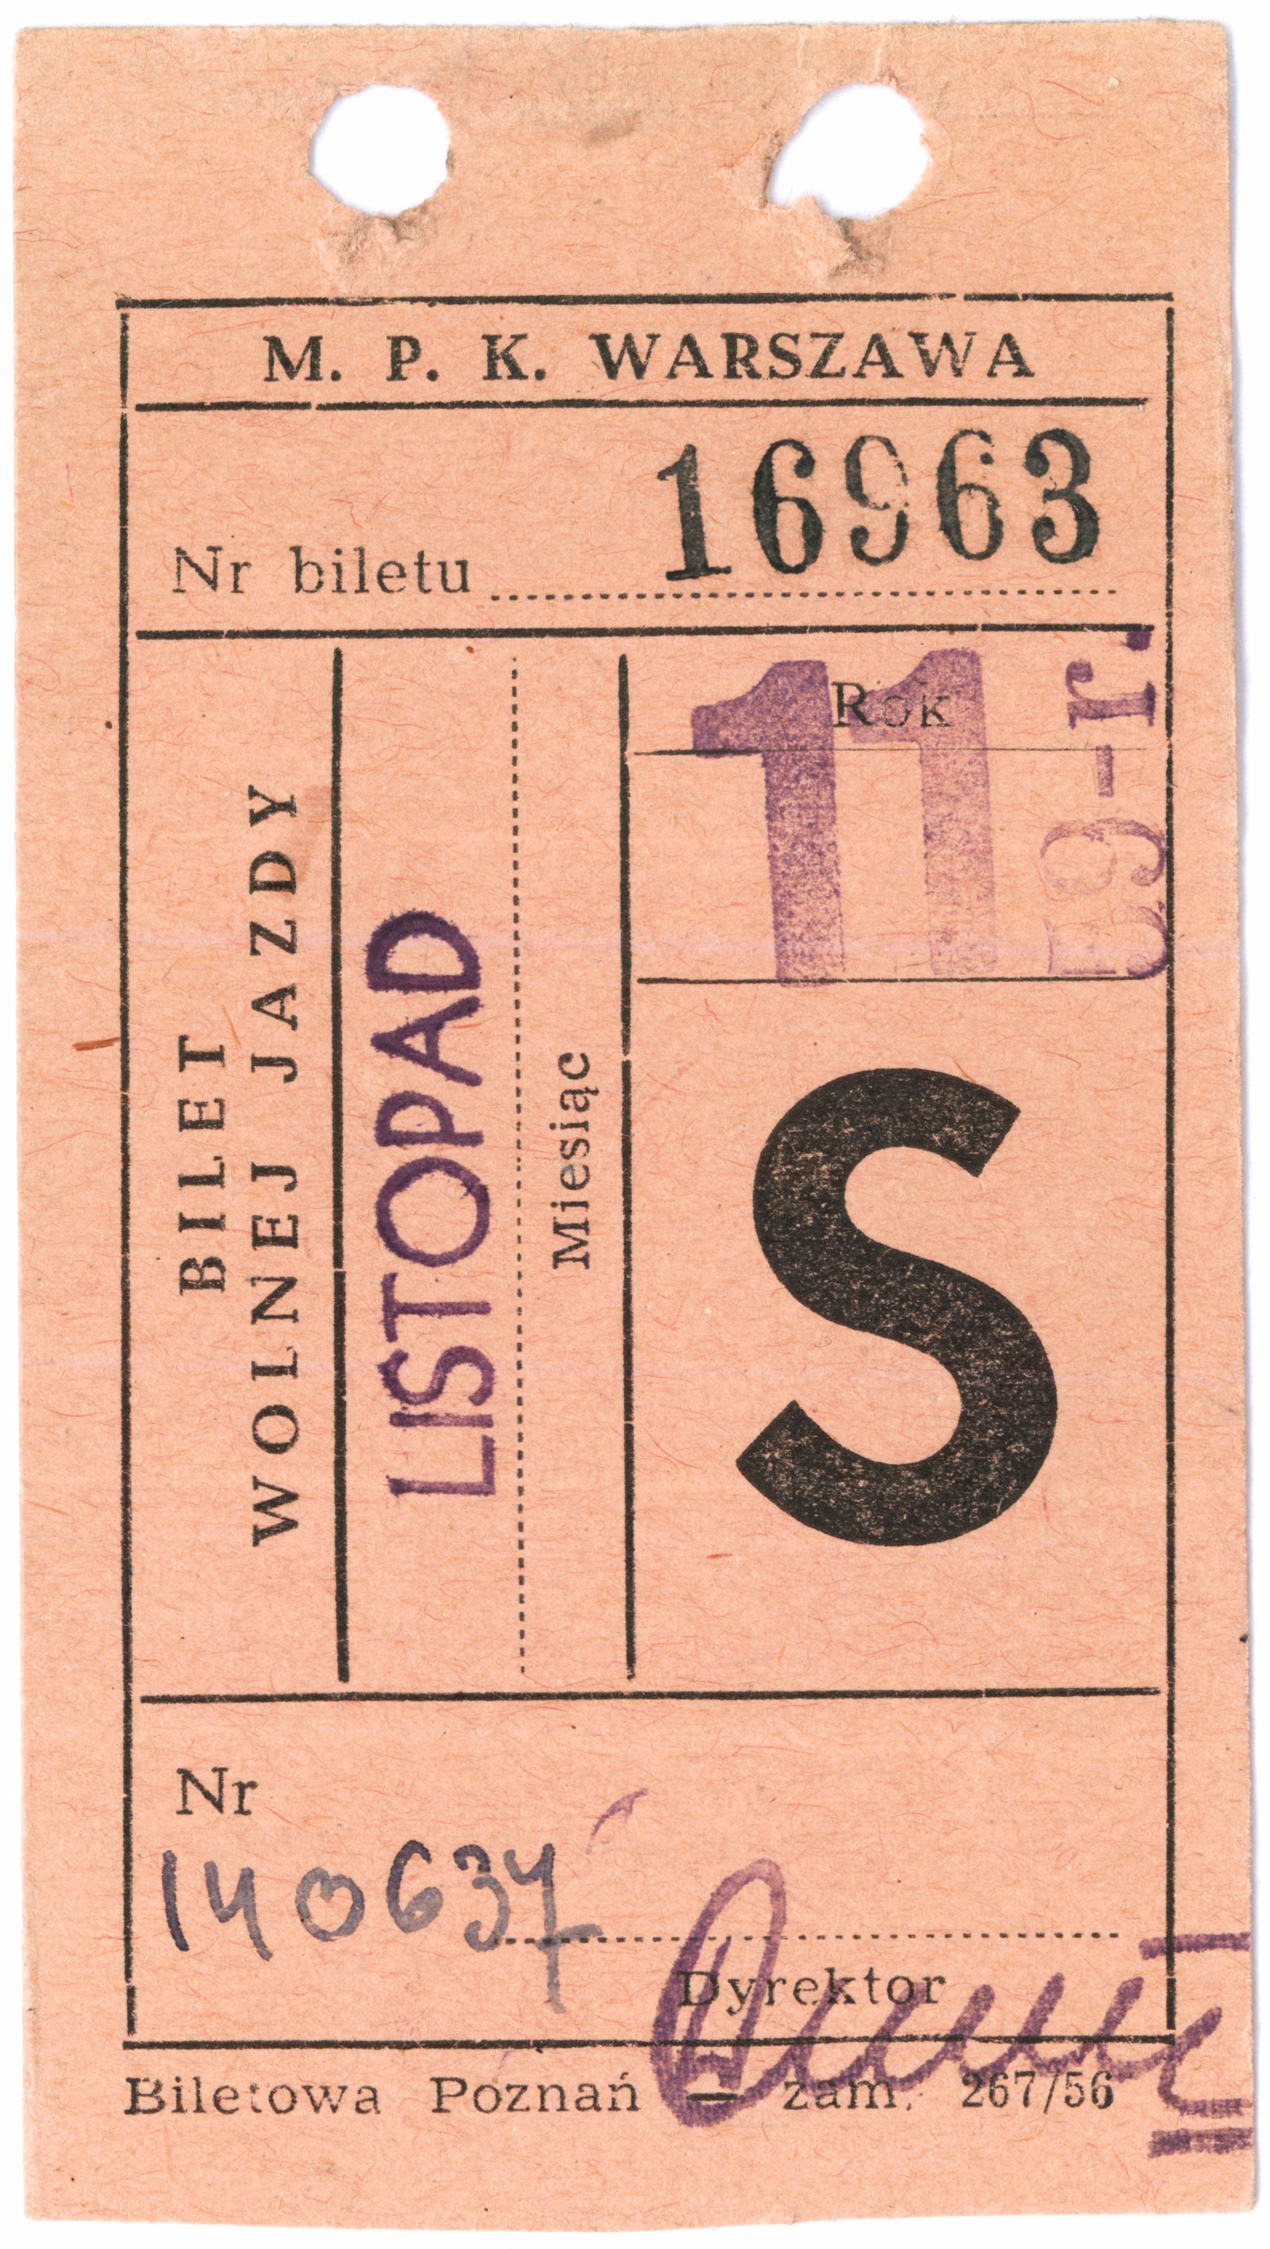 M. P. K. WARSZAWA
Nr biletu 16963
BILET
WOLNEJ JAZDY
LISTOPAD
Miesiąc
Rok
11
59-r.
S
Nr
140637
Dyrektor
Biletowa Poznań — zam. 267/56